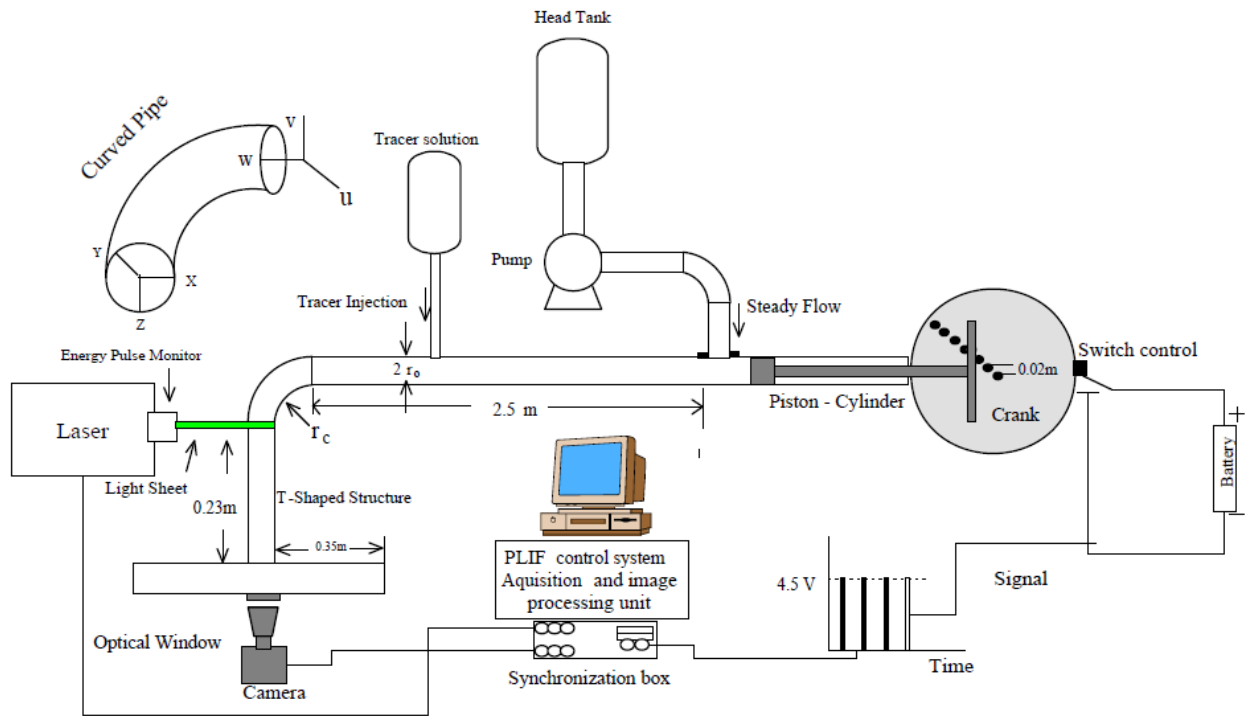 Head Tank
Curved Pipe
V
W
u
Y
X
Z
Tracer solution
Pump
Tracer Injection
Steady Flow
Energy Pulse Monitor
2 r₀
Switch control
0.02m
Piston - Cylinder
Crank
2.5 m
Laser
r꜀
Light Sheet
0.23m
T-Shaped Structure
0.35m
+
Battery
PLIF control system
Aquisition and image
processing unit
4.5 V
Signal
Optical Window
Camera
Synchronization box
Time